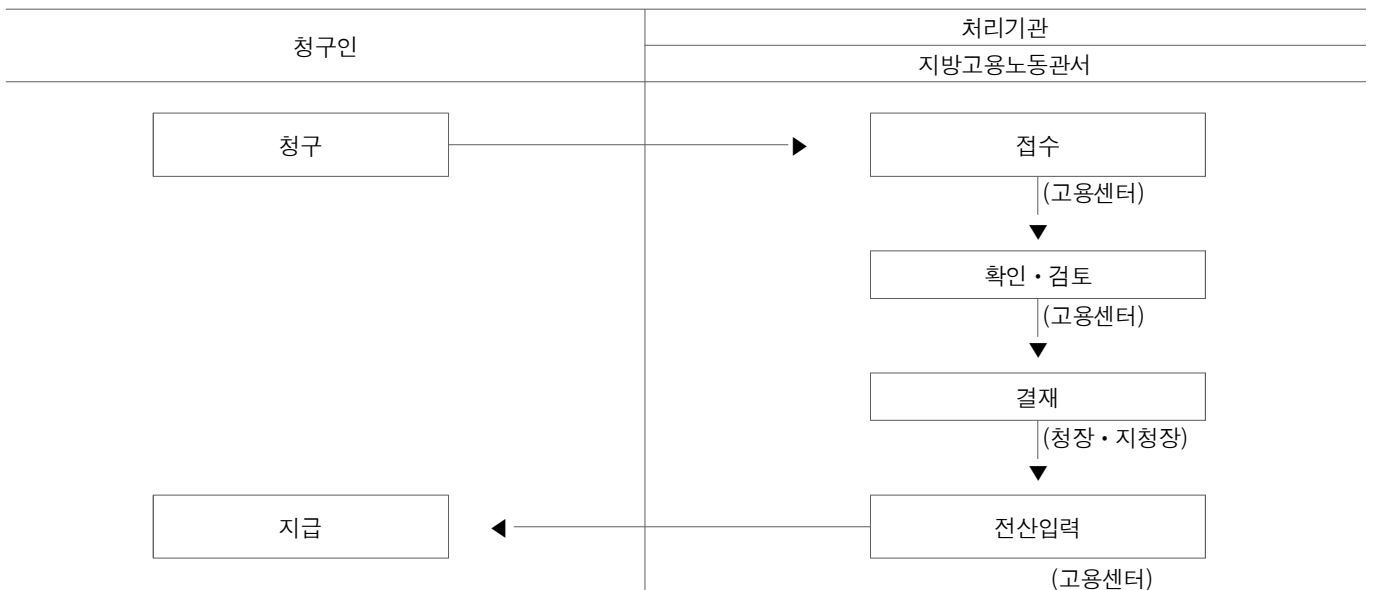 청구인
처리기관
지방고용노동관서
청구
접수
(고용센터)
확인・검토
(고용센터)
결재
(청장・지청장)
지급
전산입력
(고용센터)